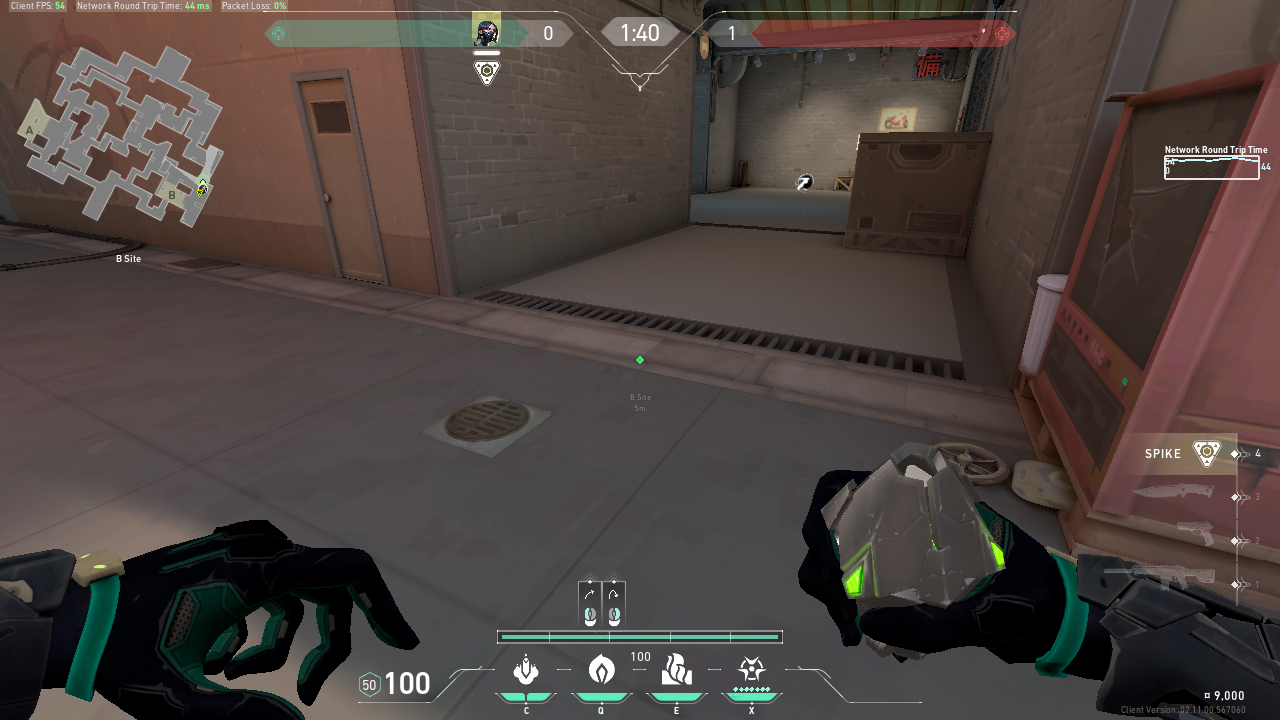 Client FPS: 54
Network Round Trip Time: 44 ms
Packet Loss: 0%
0
1:40
1
備
A
B
B Site
Network Round Trip Time
0
44
B Site
5m
SPIKE
4
3
2
1
100
50
100
C
Q
E
X
¤ 9,000
Client Version: 02.11.00.567060